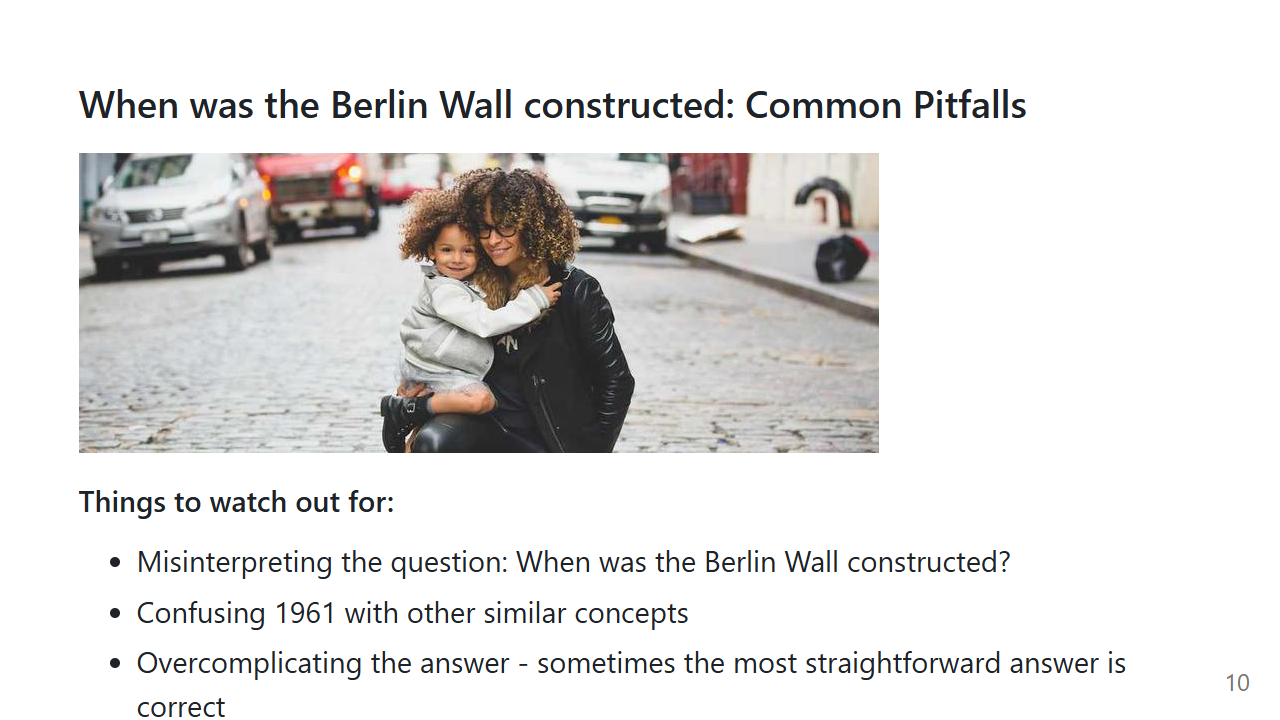 When was the Berlin Wall constructed: Common Pitfalls
Things to watch out for:
• Misinterpreting the question: When was the Berlin Wall constructed?
• Confusing 1961 with other similar concepts
• Overcomplicating the answer - sometimes the most straightforward answer is
correct
10